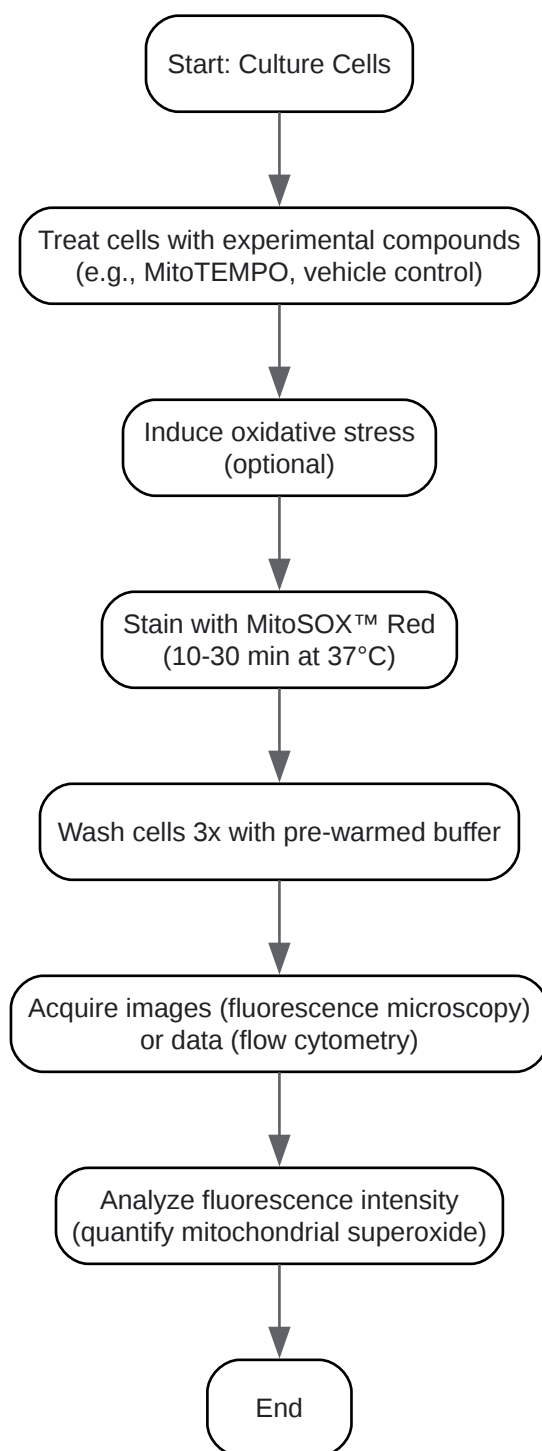 Start: Culture Cells
Treat cells with experimental compounds
(e.g., MitoTEMPO, vehicle control)
Induce oxidative stress
(optional)
Stain with MitoSOX™ Red
(10-30 min at 37°C)
Wash cells 3x with pre-warmed buffer
Acquire images (fluorescence microscopy)
or data (flow cytometry)
Analyze fluorescence intensity
(quantify mitochondrial superoxide)
End